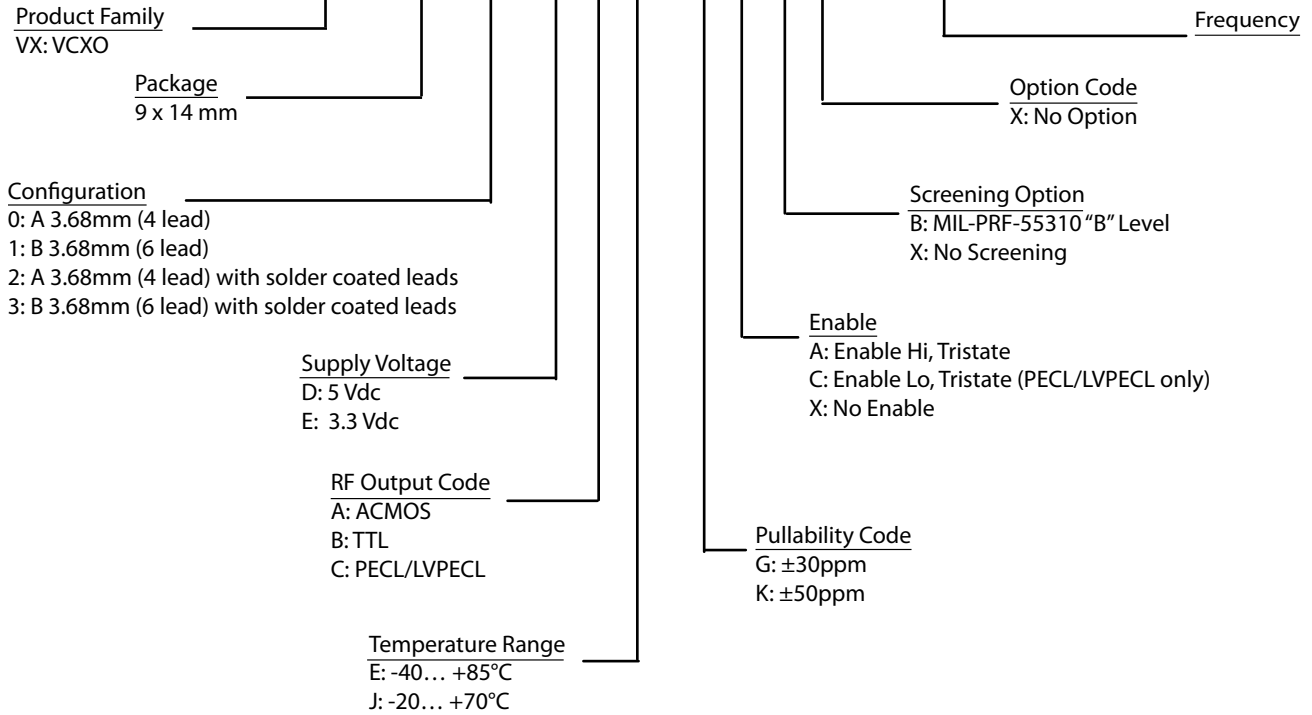 Product Family
VX: VCXO
Frequency
Package
9 x 14 mm
Option Code
X: No Option
Configuration
0: A 3.68mm (4 lead)
1: B 3.68mm (6 lead)
2: A 3.68mm (4 lead) with solder coated leads
3: B 3.68mm (6 lead) with solder coated leads
Screening Option
B: MIL-PRF-55310 “B” Level
X: No Screening
Enable
A: Enable Hi, Tristate
C: Enable Lo, Tristate (PECL/LVPECL only)
X: No Enable
Supply Voltage
D: 5 Vdc
E: 3.3 Vdc
RF Output Code
A: ACMOS
B: TTL
C: PECL/LVPECL
Pullability Code
G: ±30ppm
K: ±50ppm
Temperature Range
E: -40… +85°C
J: -20… +70°C